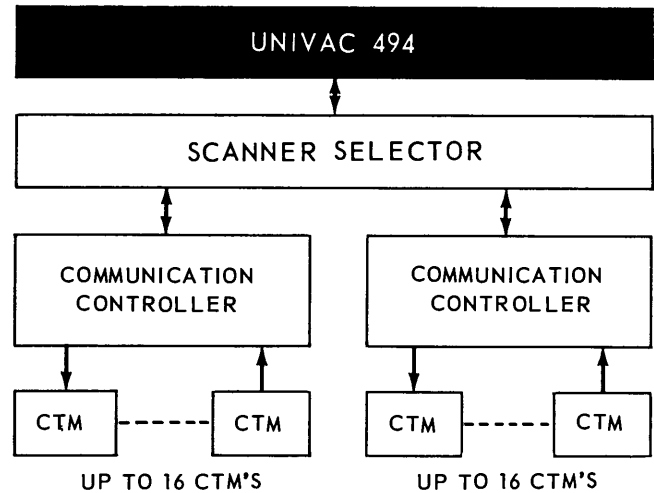 UNIVAC 494
SCANNER SELECTOR
COMMUNICATION
CONTROLLER
COMMUNICATION
CONTROLLER
CTM
CTM
CTM
CTM
UP TO 16 CTM'S
UP TO 16 CTM'S